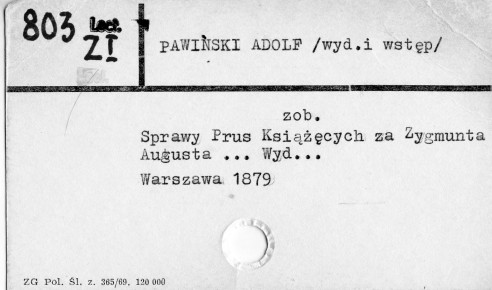 803 Lect.
ZI
PAWIŃSKI ADOLF /wyd.i wstęp/
zob.
Sprawy Prus Książęcych za Zygmunta
Augusta ... Wyd...
Warszawa 1879
ZG Pol. Śl. z. 365/69, 120 000